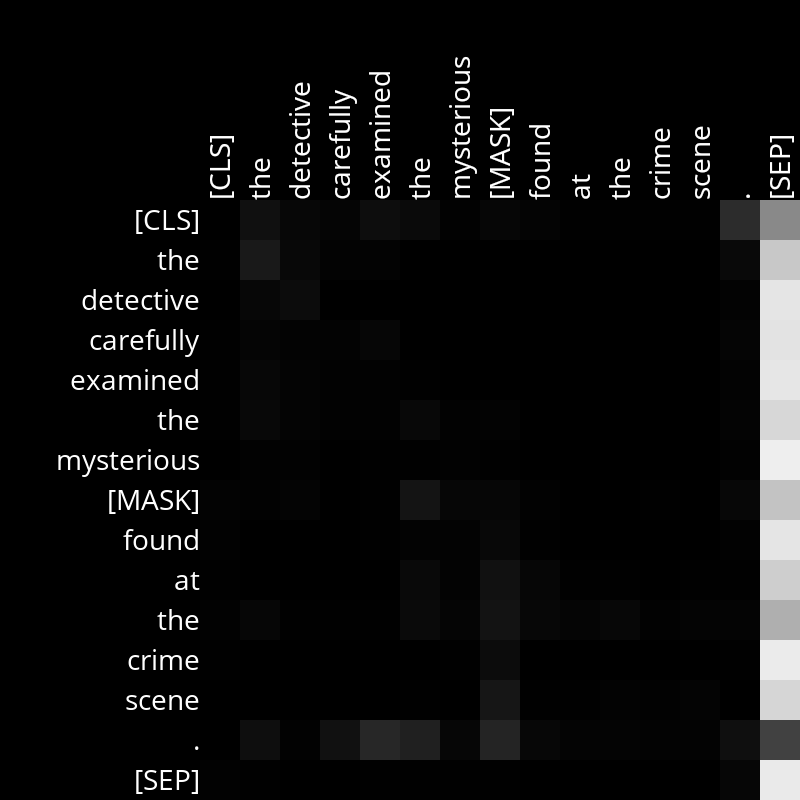 [CLS]
the
detective
carefully
examined
the
mysterious
[MASK]
found
at
the
crime
scene
.
[SEP]
[CLS]
the
detective
carefully
examined
the
mysterious
[MASK]
found
at
the
crime
scene
.
[SEP]